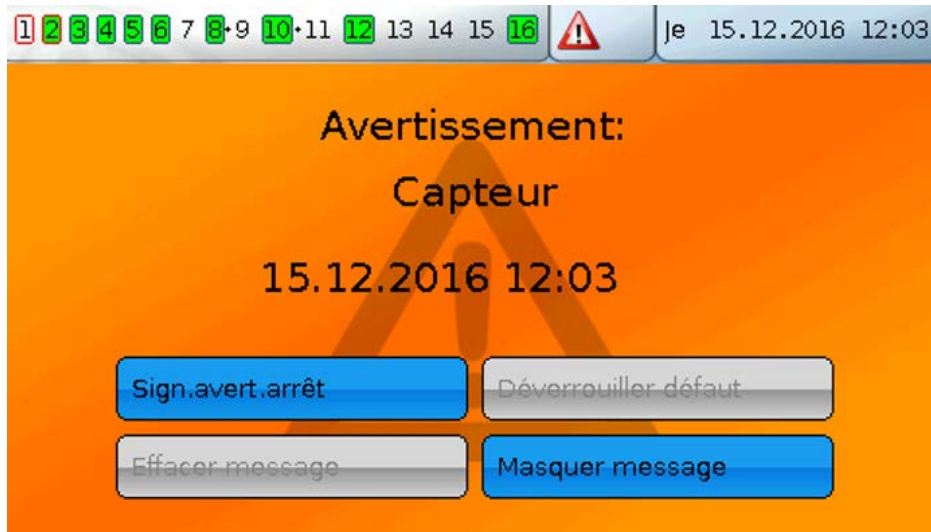 1 2 3 4 5 6 7 8+9 10+11 12 13 14 15 16 Je 15.12.2016 12:03
Avertissement:
Capteur
15.12.2016 12:03
Sign.avert.arrêt Déverrouiller défaut
Effacer message Masquer message